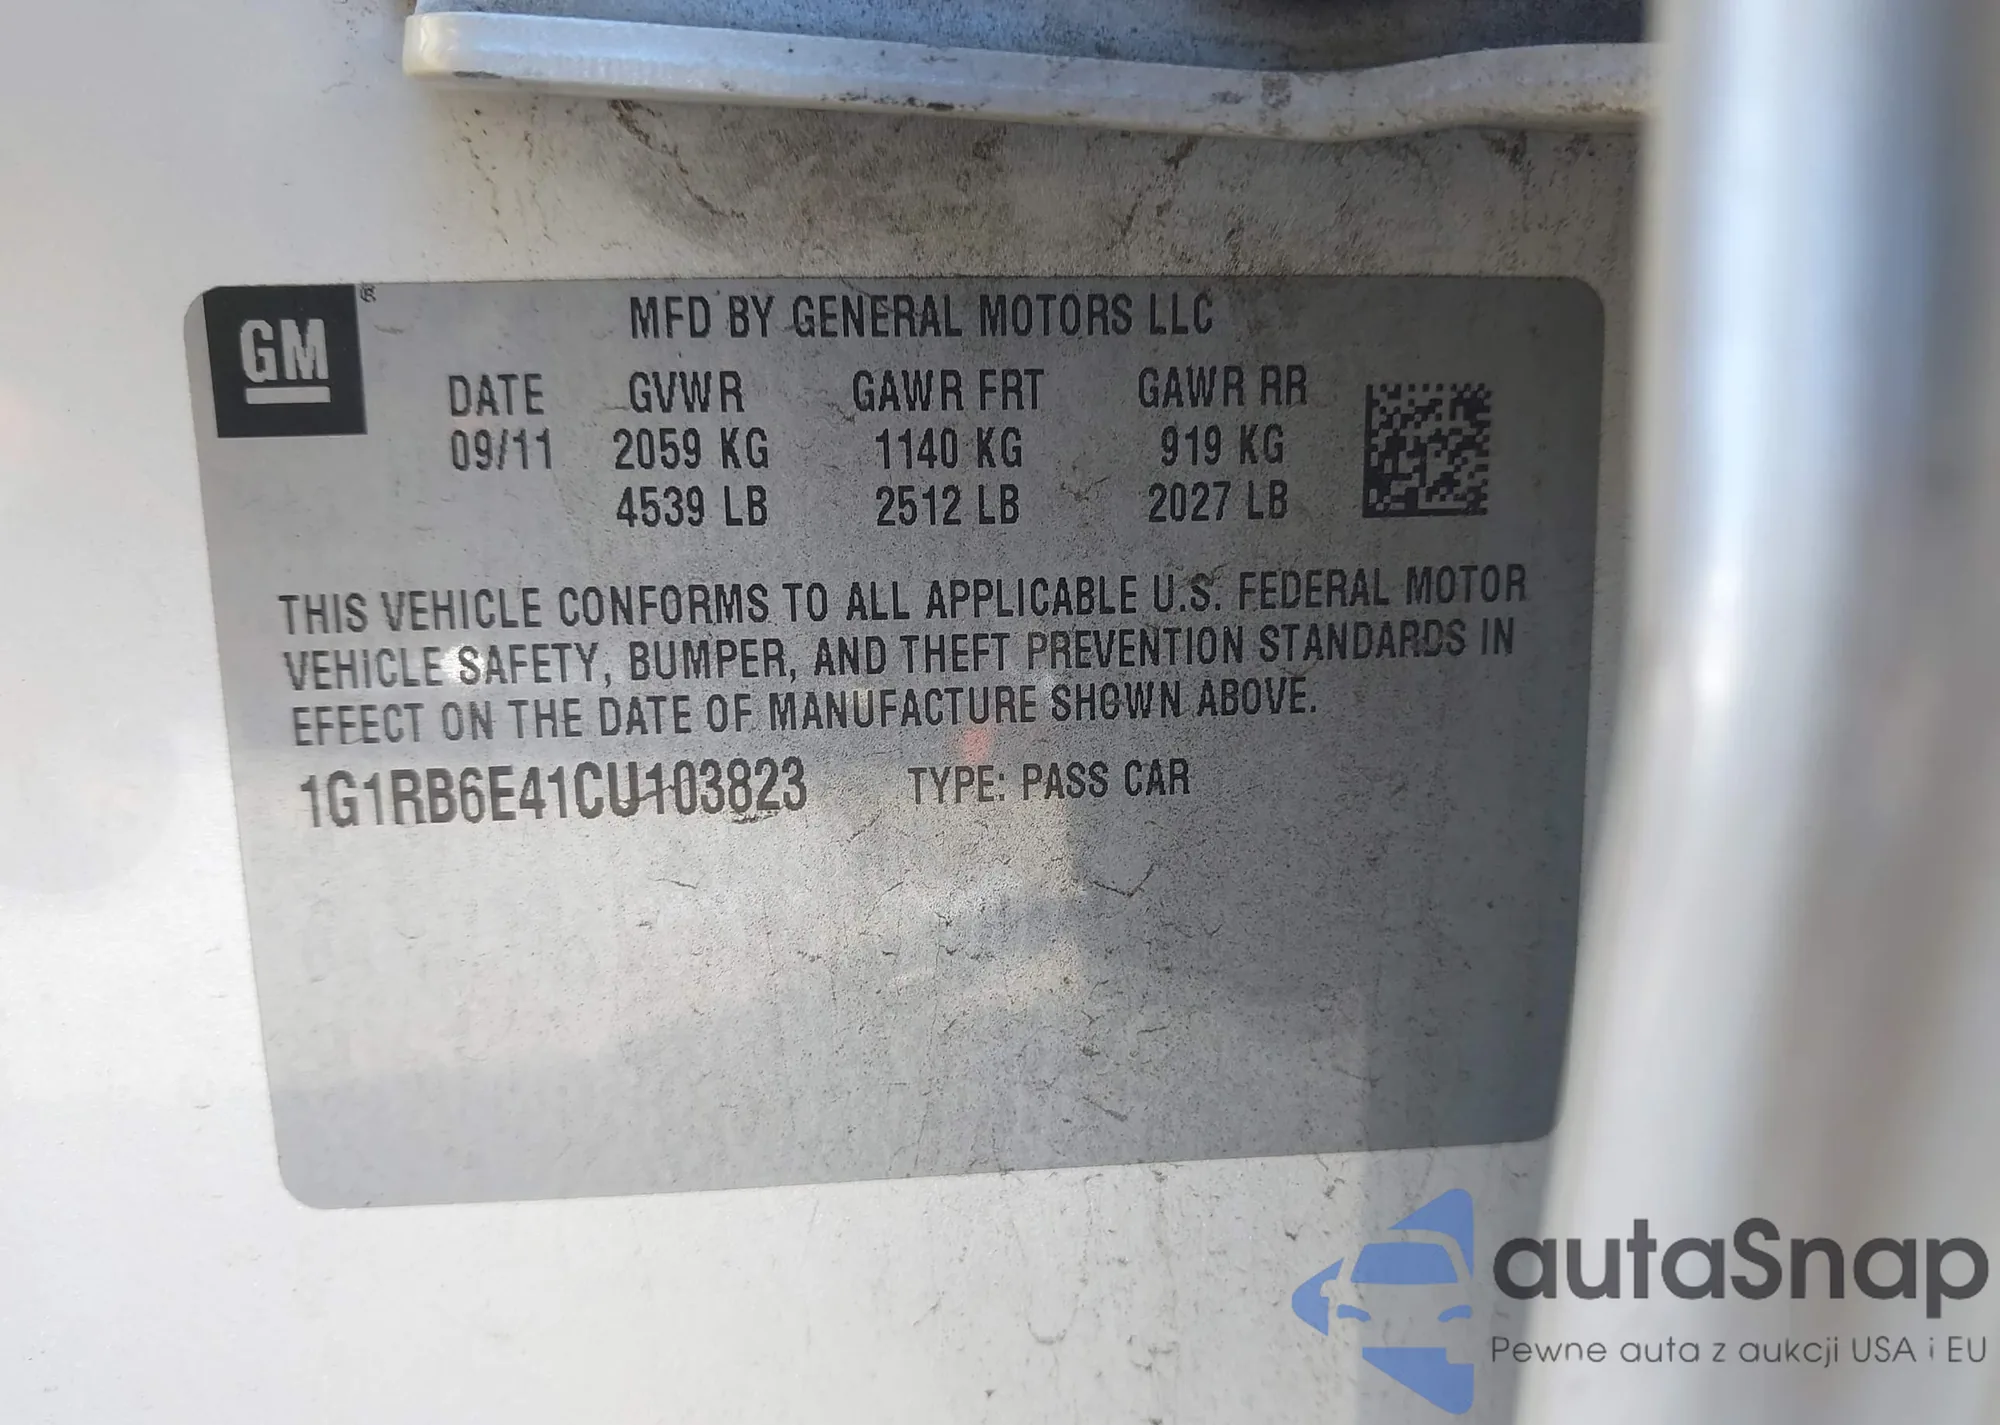 GM ®
MFD BY GENERAL MOTORS LLC
DATE GVWR GAWR FRT GAWR RR
09/11 2059 KG 1140 KG 919 KG
4539 LB 2512 LB 2027 LB
THIS VEHICLE CONFORMS TO ALL APPLICABLE U.S. FEDERAL MOTOR
VEHICLE SAFETY, BUMPER, AND THEFT PREVENTION STANDARDS IN
EFFECT ON THE DATE OF MANUFACTURE SHOWN ABOVE.
1G1RB6E41CU103823 TYPE: PASS CAR
autaSnap
Pewne auta z aukcji USA i EU